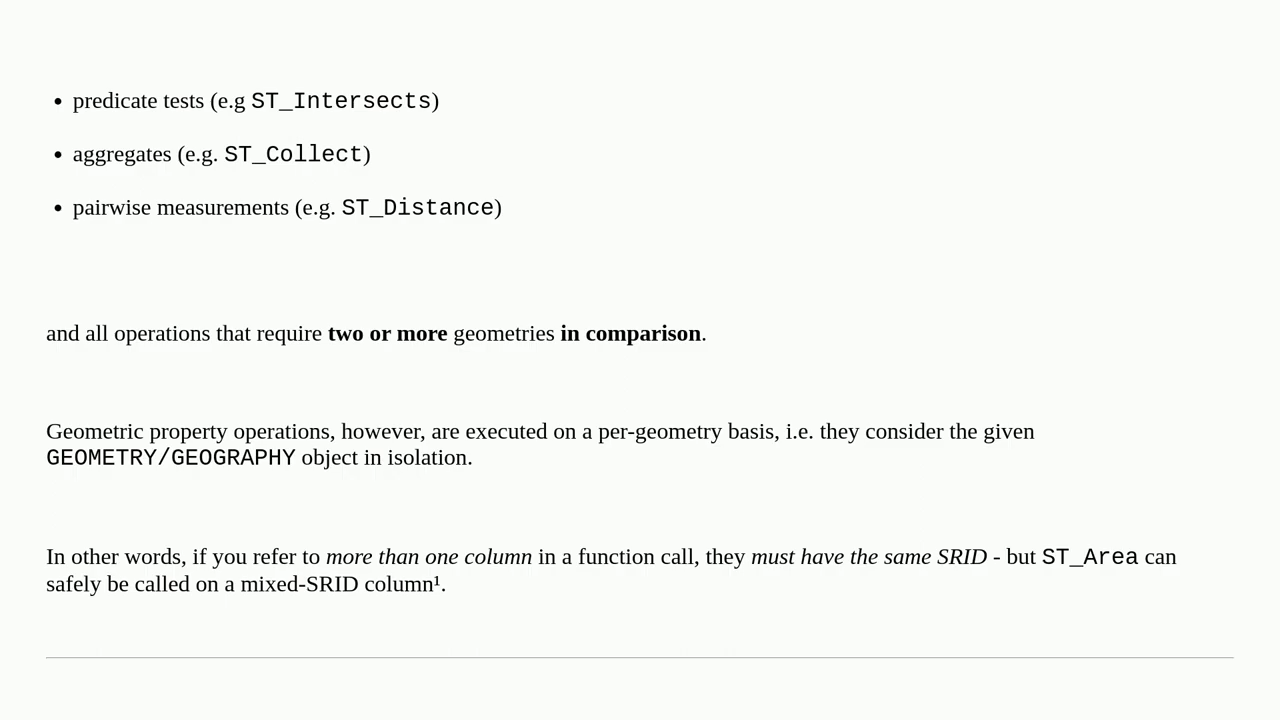 • predicate tests (e.g ST_Intersects)
• aggregates (e.g. ST_Collect)
• pairwise measurements (e.g. ST_Distance)
and all operations that require two or more geometries in comparison.
Geometric property operations, however, are executed on a per-geometry basis, i.e. they consider the given
GEOMETRY/GEOGRAPHY object in isolation.
In other words, if you refer to more than one column in a function call, they must have the same SRID - but ST_Area can
safely be called on a mixed-SRID column¹.